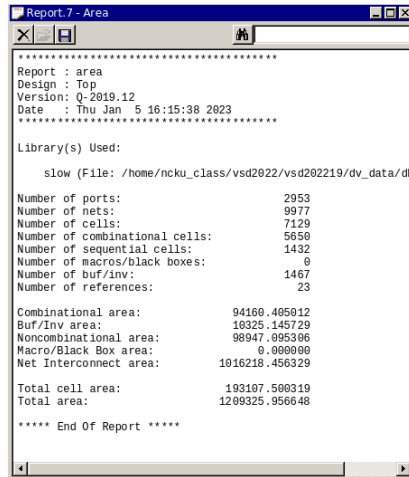 Report.7 - Area
****************************************
Report : area
Design : Top
Version: Q-2019.12
Date   : Thu Jan  5 16:15:38 2023
****************************************
Library(s) Used:
slow (File: /home/ncku_class/vsd2022/vsd202219/dv_data/d
Number of ports: 2953
Number of nets: 9977
Number of cells: 7129
Number of combinational cells: 5650
Number of sequential cells: 1432
Number of macros/black boxes: 0
Number of buf/inv: 1467
Number of references: 23
Combinational area: 94160.405012
Buf/Inv area: 10325.145729
Noncombinational area: 98947.095306
Macro/Black Box area: 0.000000
Net Interconnect area: 1016218.456329
Total cell area: 193107.500319
Total area: 1209325.956648
***** End Of Report *****